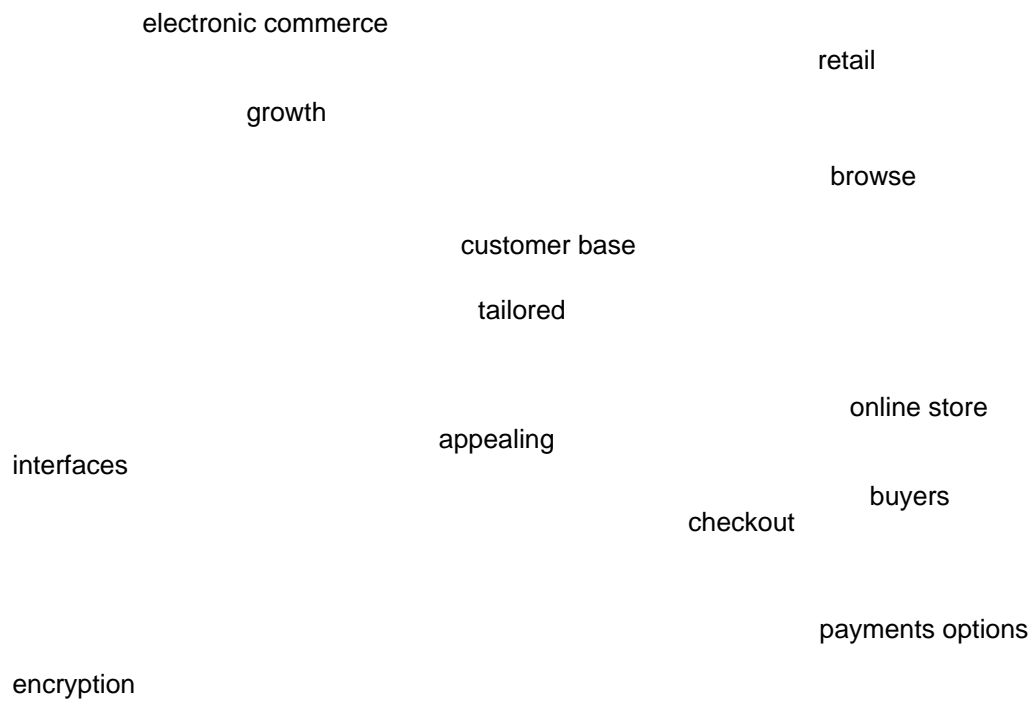 electronic commerce
retail
growth
browse
customer base
tailored
online store
appealing
interfaces
buyers
checkout
payments options
encryption